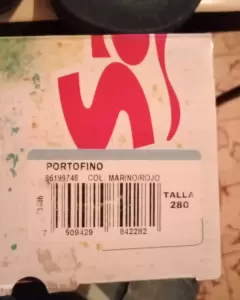 PORTOFINO
86199748 COL. MARINO/ROJO
TALLA
280
7 509429 842282